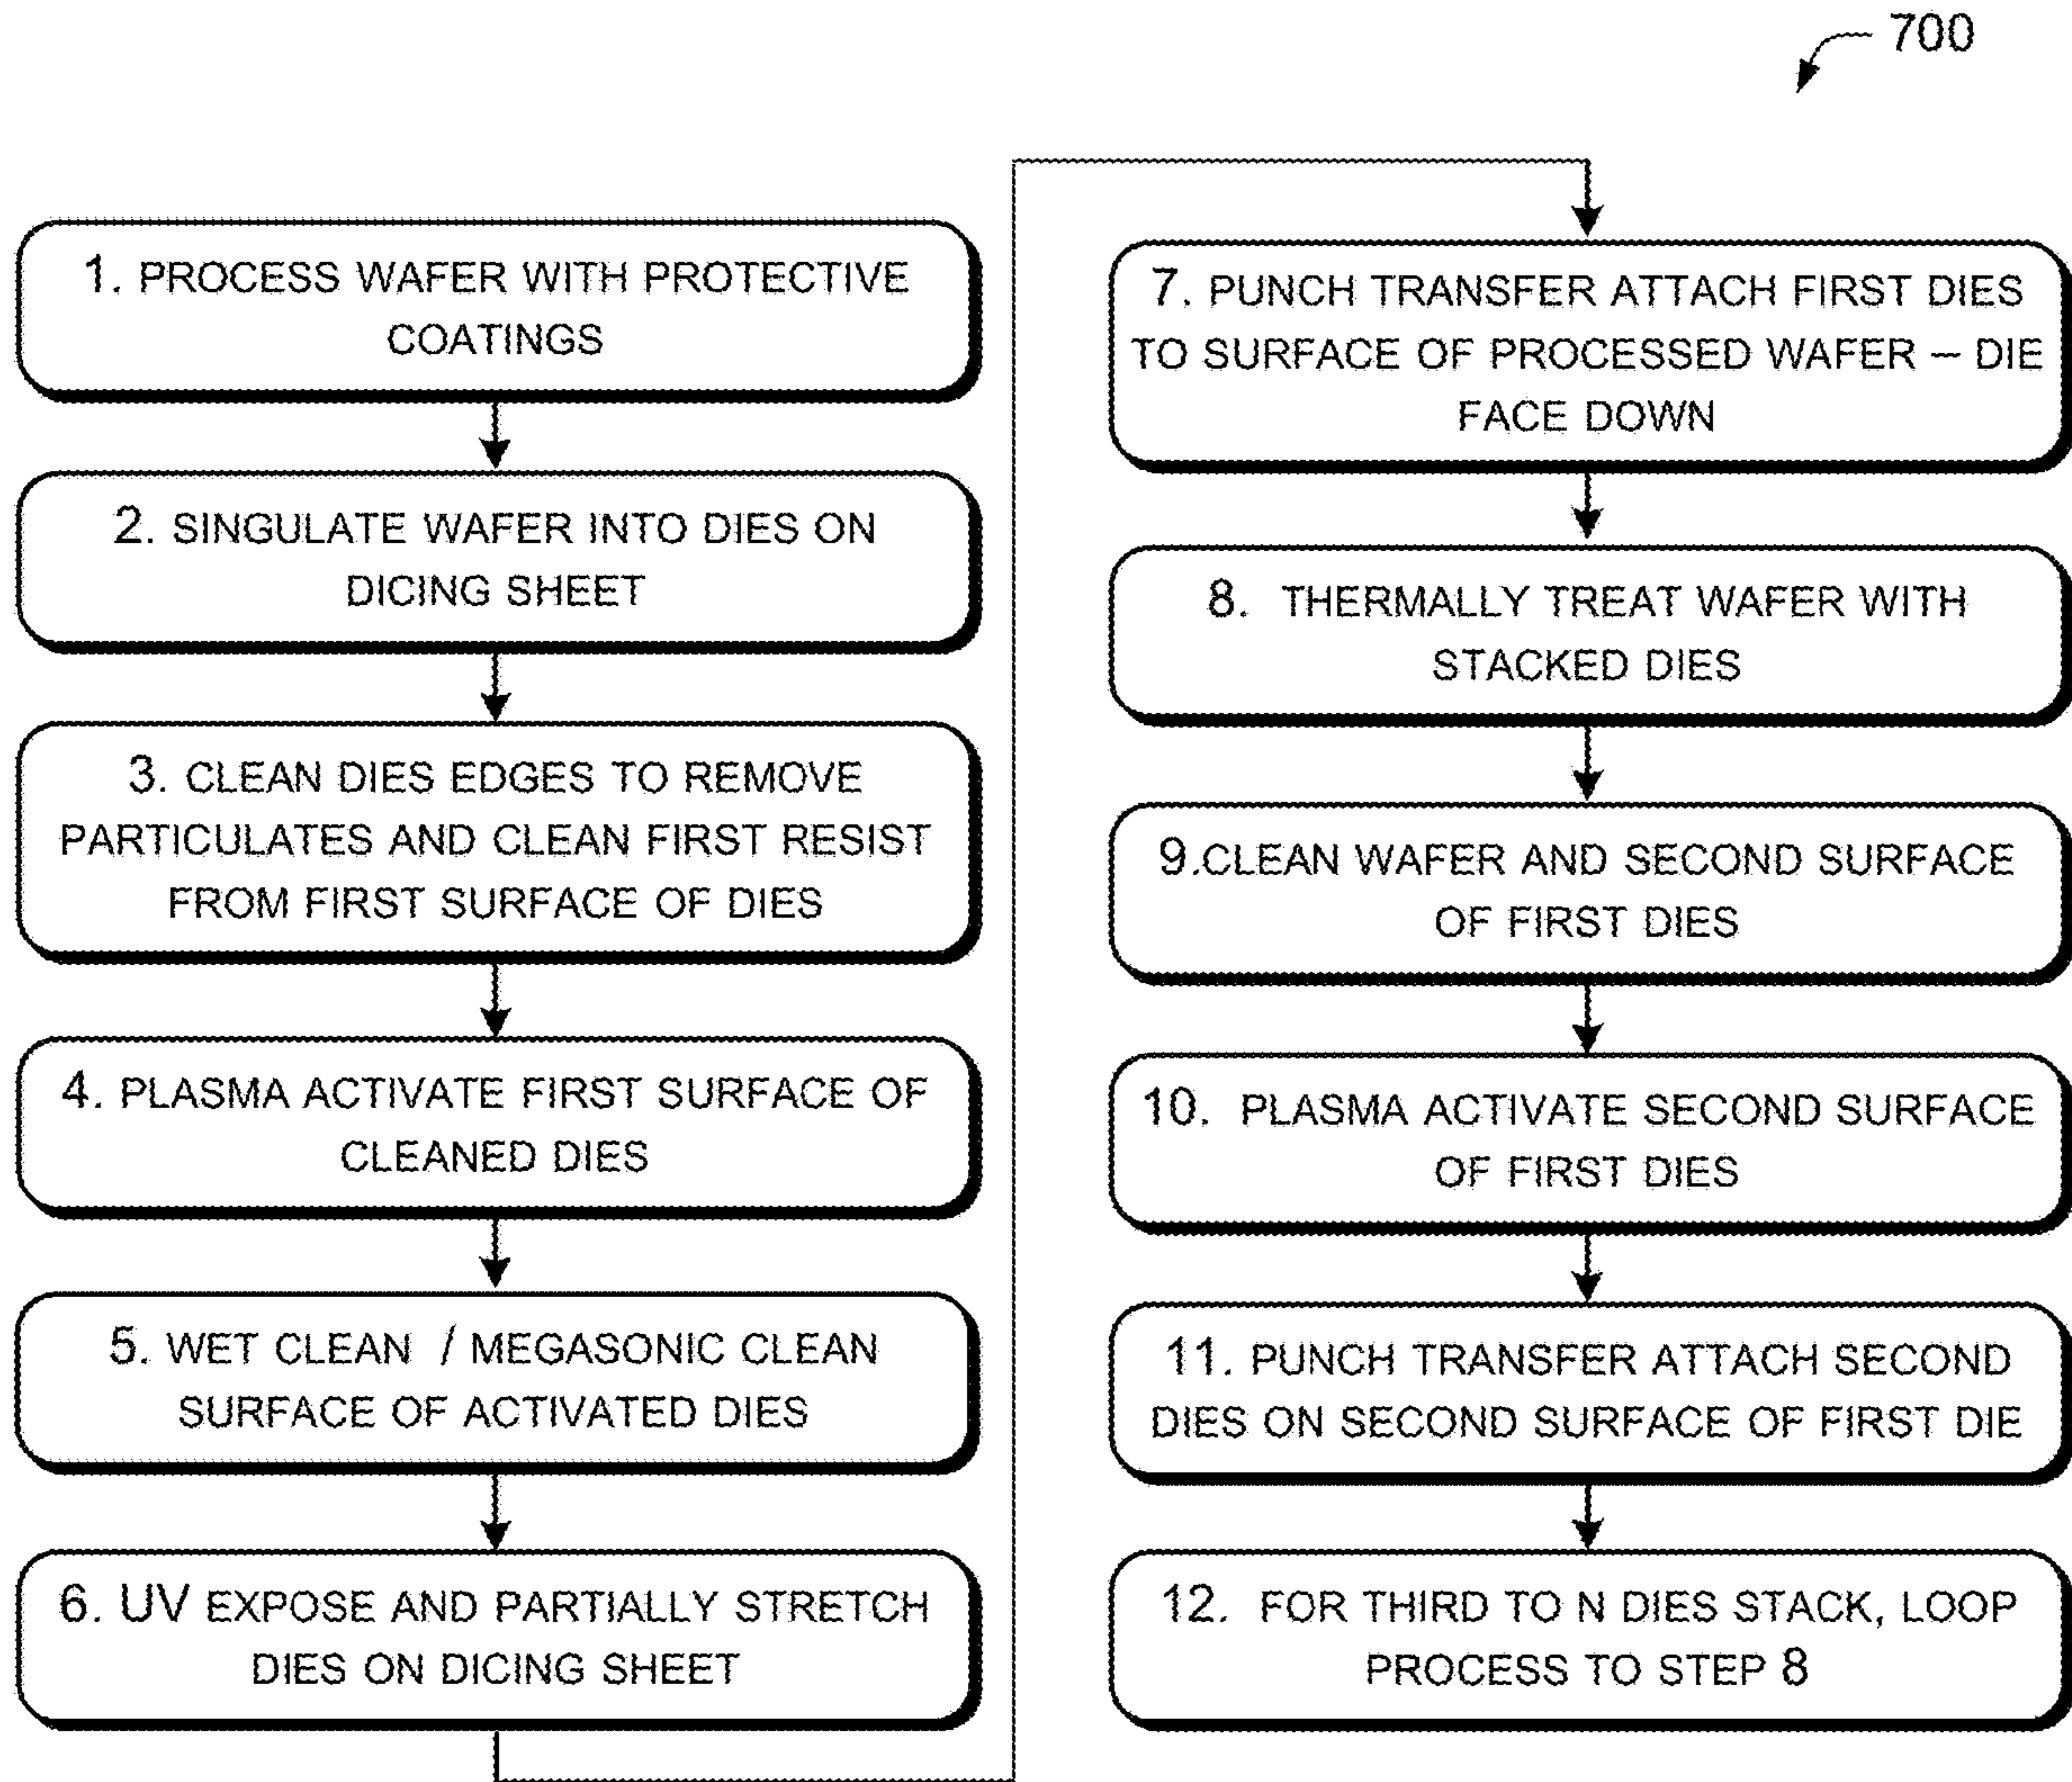 700
1. PROCESS WAFER WITH PROTECTIVE
COATINGS
2. SINGULATE WAFER INTO DIES ON
DICING SHEET
3. CLEAN DIES EDGES TO REMOVE
PARTICULATES AND CLEAN FIRST RESIST
FROM FIRST SURFACE OF DIES
4. PLASMA ACTIVATE FIRST SURFACE OF
CLEANED DIES
5. WET CLEAN / MEGASONIC CLEAN
SURFACE OF ACTIVATED DIES
6. UV EXPOSE AND PARTIALLY STRETCH
DIES ON DICING SHEET
7. PUNCH TRANSFER ATTACH FIRST DIES
TO SURFACE OF PROCESSED WAFER – DIE
FACE DOWN
8. THERMALLY TREAT WAFER WITH
STACKED DIES
9.CLEAN WAFER AND SECOND SURFACE
OF FIRST DIES
10. PLASMA ACTIVATE SECOND SURFACE
OF FIRST DIES
11. PUNCH TRANSFER ATTACH SECOND
DIES ON SECOND SURFACE OF FIRST DIE
12. FOR THIRD TO N DIES STACK, LOOP
PROCESS TO STEP 8